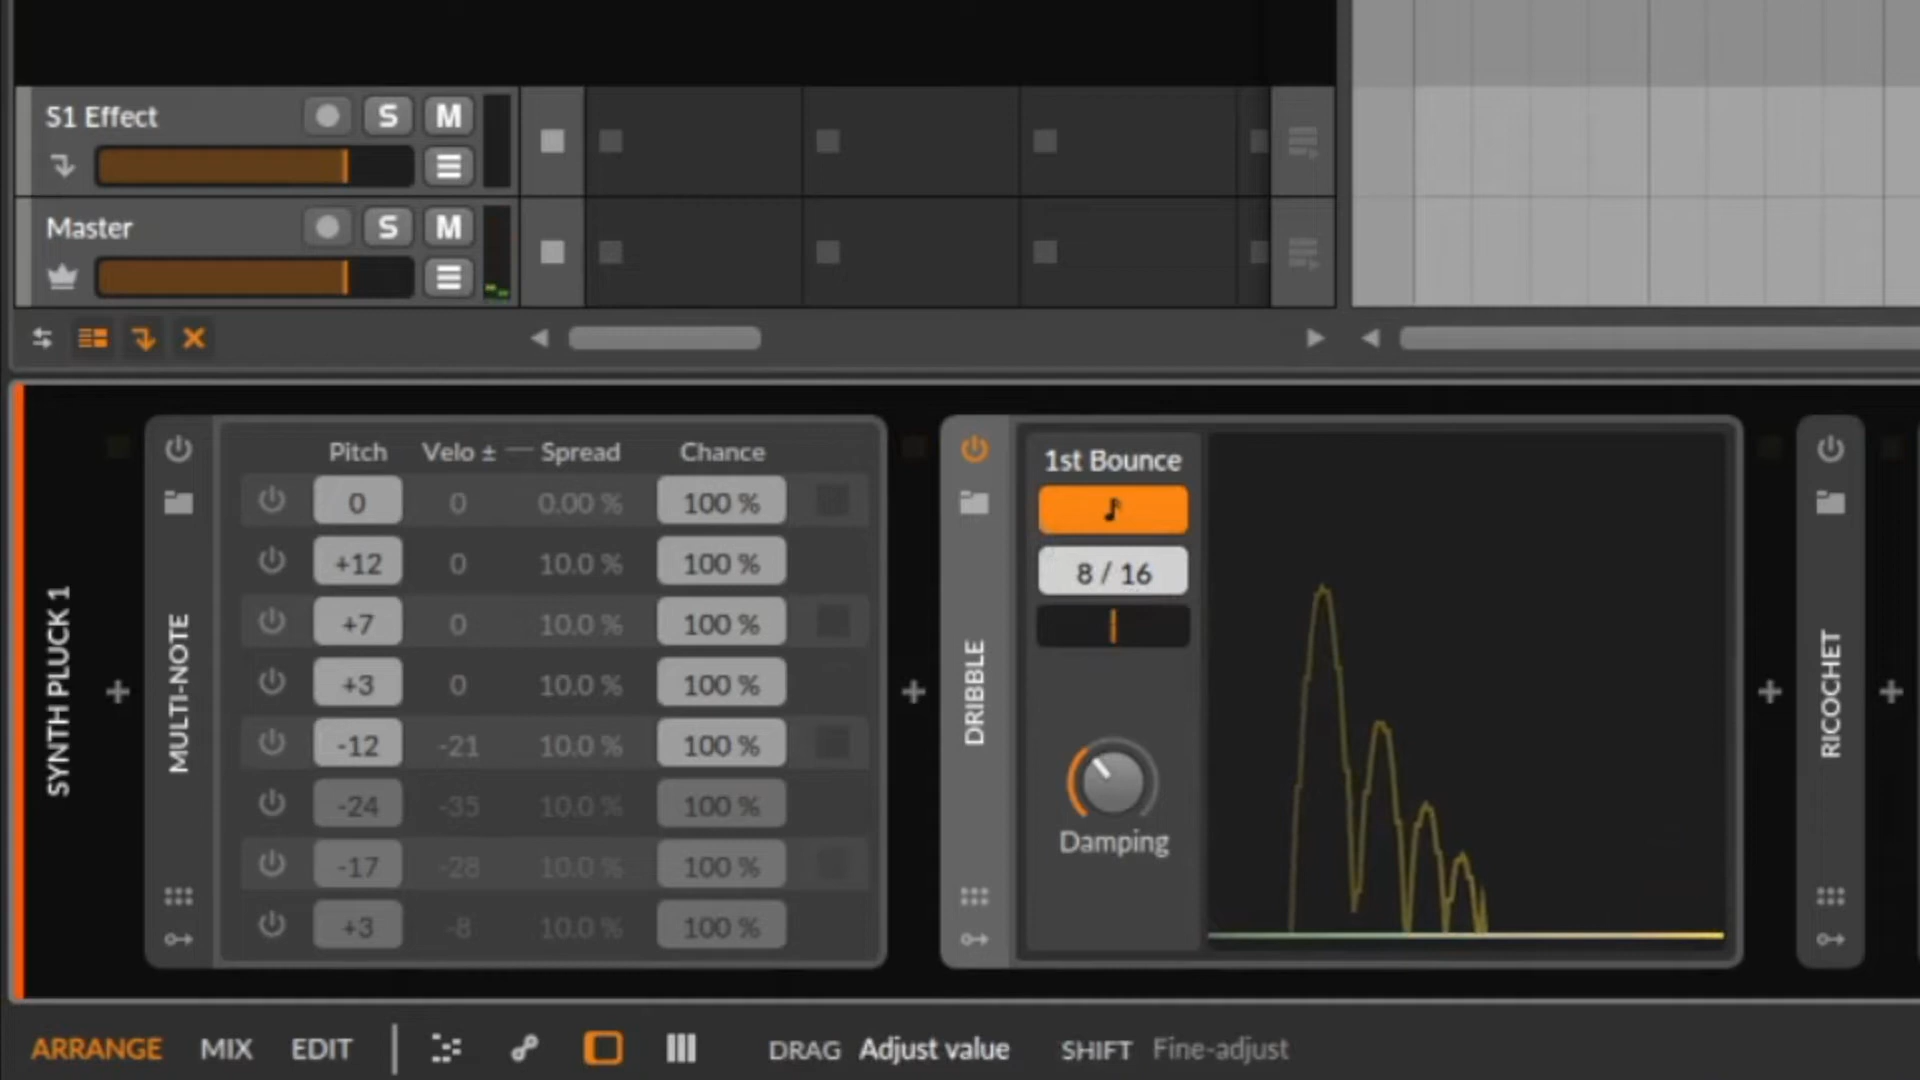 S1 Effect
S M
Master
S M
SYNTH PLUCK 1
MULTI-NOTE
Pitch Velo ± Spread Chance
0 0 0.00 % 100 %
+12 0 10.0 % 100 %
+7 0 10.0 % 100 %
+3 0 10.0 % 100 %
-12 -21 10.0 % 100 %
-24 -35 10.0 % 100 %
-17 -28 10.0 % 100 %
+3 -8 10.0 % 100 %
DRIBBLE
1st Bounce
8 / 16
Damping
RICOCHET
ARRANGE MIX EDIT DRAG Adjust value SHIFT Fine-adjust